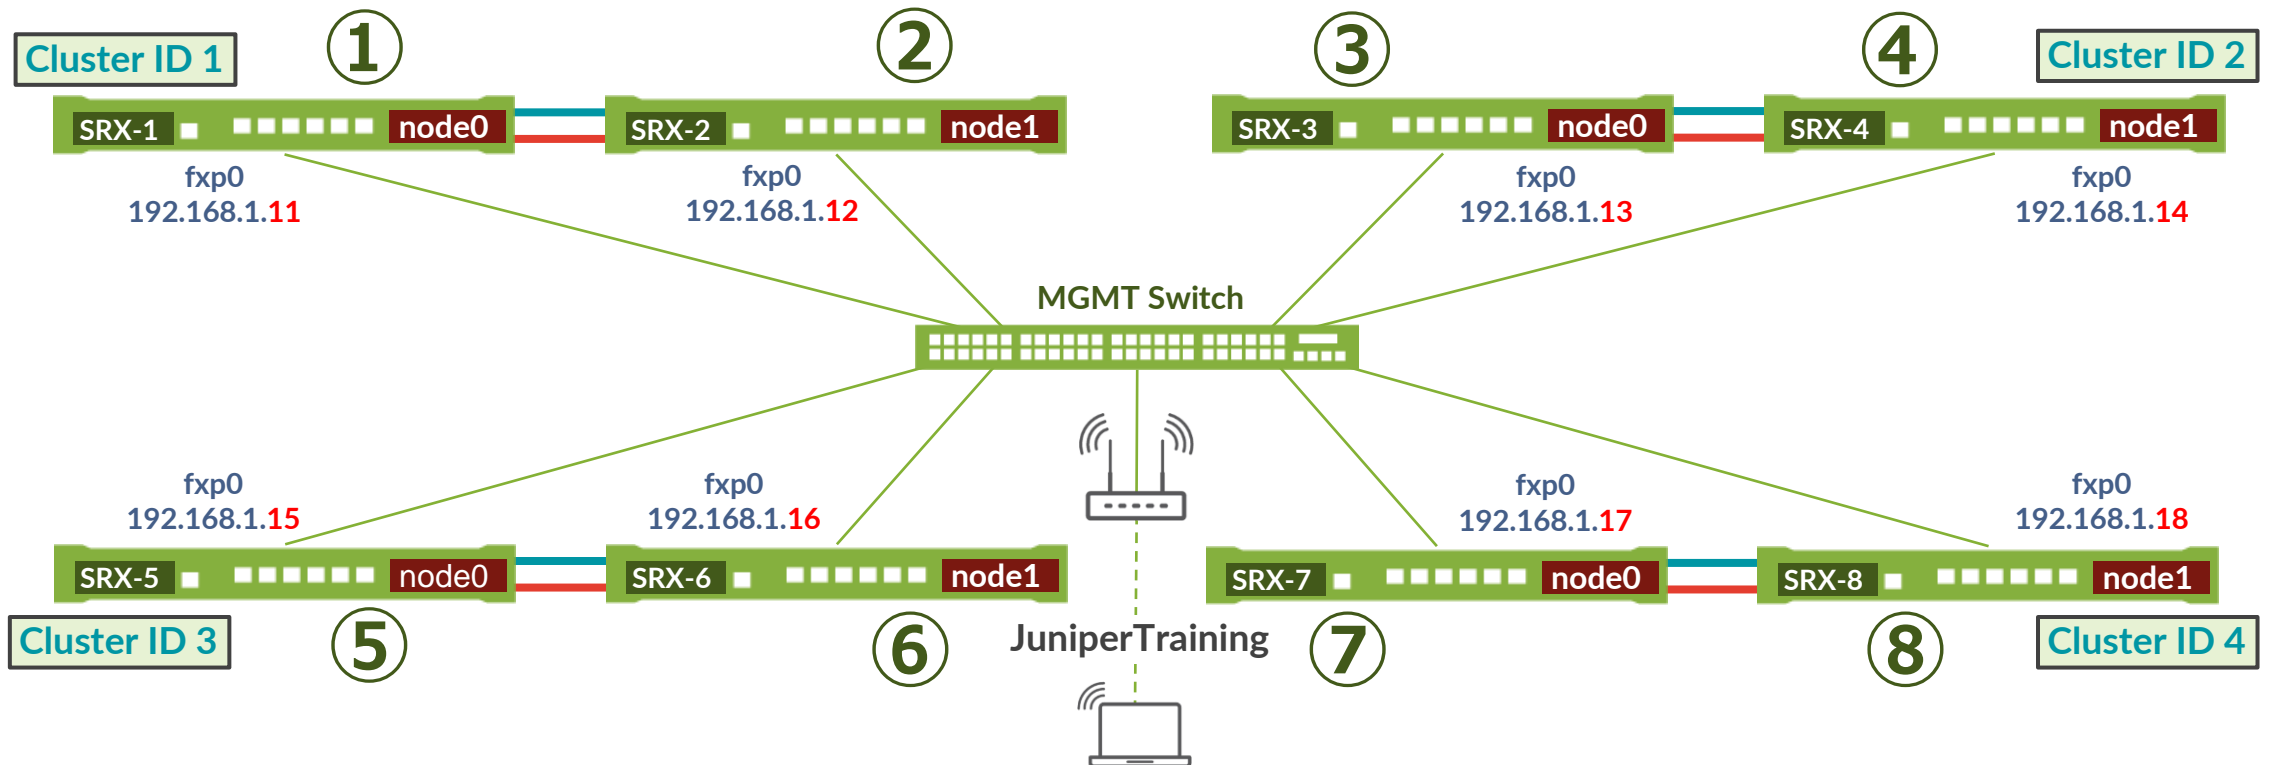 Cluster ID 1
①
②
③
④
Cluster ID 2
SRX-1
node0
SRX-2
node1
SRX-3
node0
SRX-4
node1
fxp0
192.168.1.11
fxp0
192.168.1.12
fxp0
192.168.1.13
fxp0
192.168.1.14
MGMT Switch
fxp0
192.168.1.15
fxp0
192.168.1.16
fxp0
192.168.1.17
fxp0
192.168.1.18
SRX-5
node0
SRX-6
node1
SRX-7
node0
SRX-8
node1
Cluster ID 3
⑤
⑥
JuniperTraining
⑦
⑧
Cluster ID 4